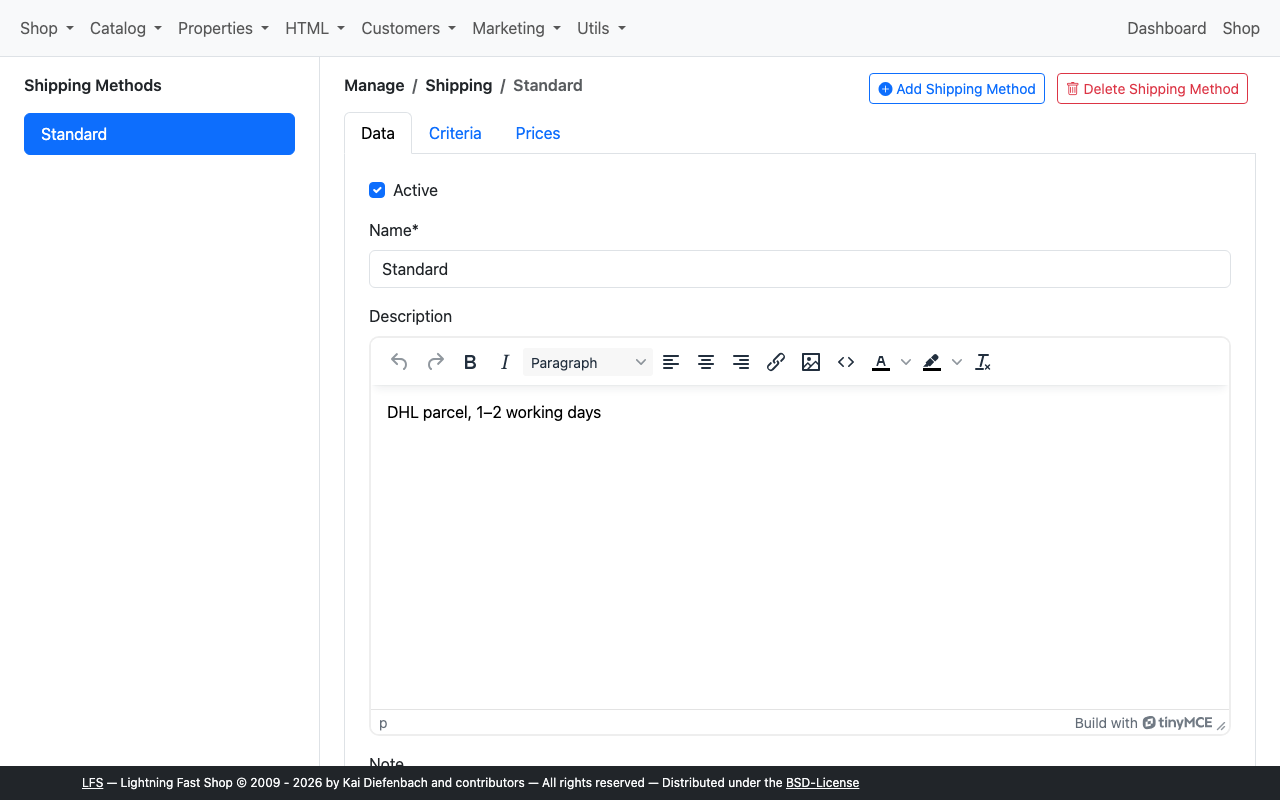 Shop Catalog Properties HTML Customers Marketing Utils Dashboard Shop
Shipping Methods
Standard
Manage / Shipping / Standard
Add Shipping Method Delete Shipping Method
Data Criteria Prices
Active
Name*
Standard
Description
B I Paragraph A
DHL parcel, 1–2 working days
p Build with tinyMCE
Note
LFS — Lightning Fast Shop © 2009 - 2026 by Kai Diefenbach and contributors — All rights reserved — Distributed under the BSD-License